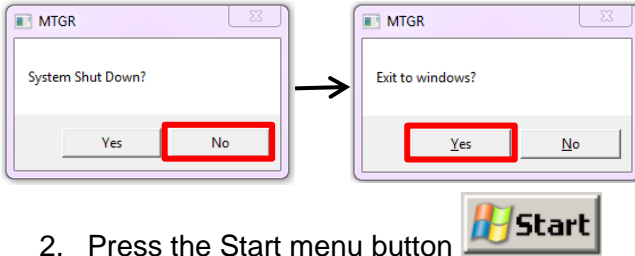 MTGR
System Shut Down?
Yes No
MTGR
Exit to windows?
Yes No
2. Press the Start menu button Start